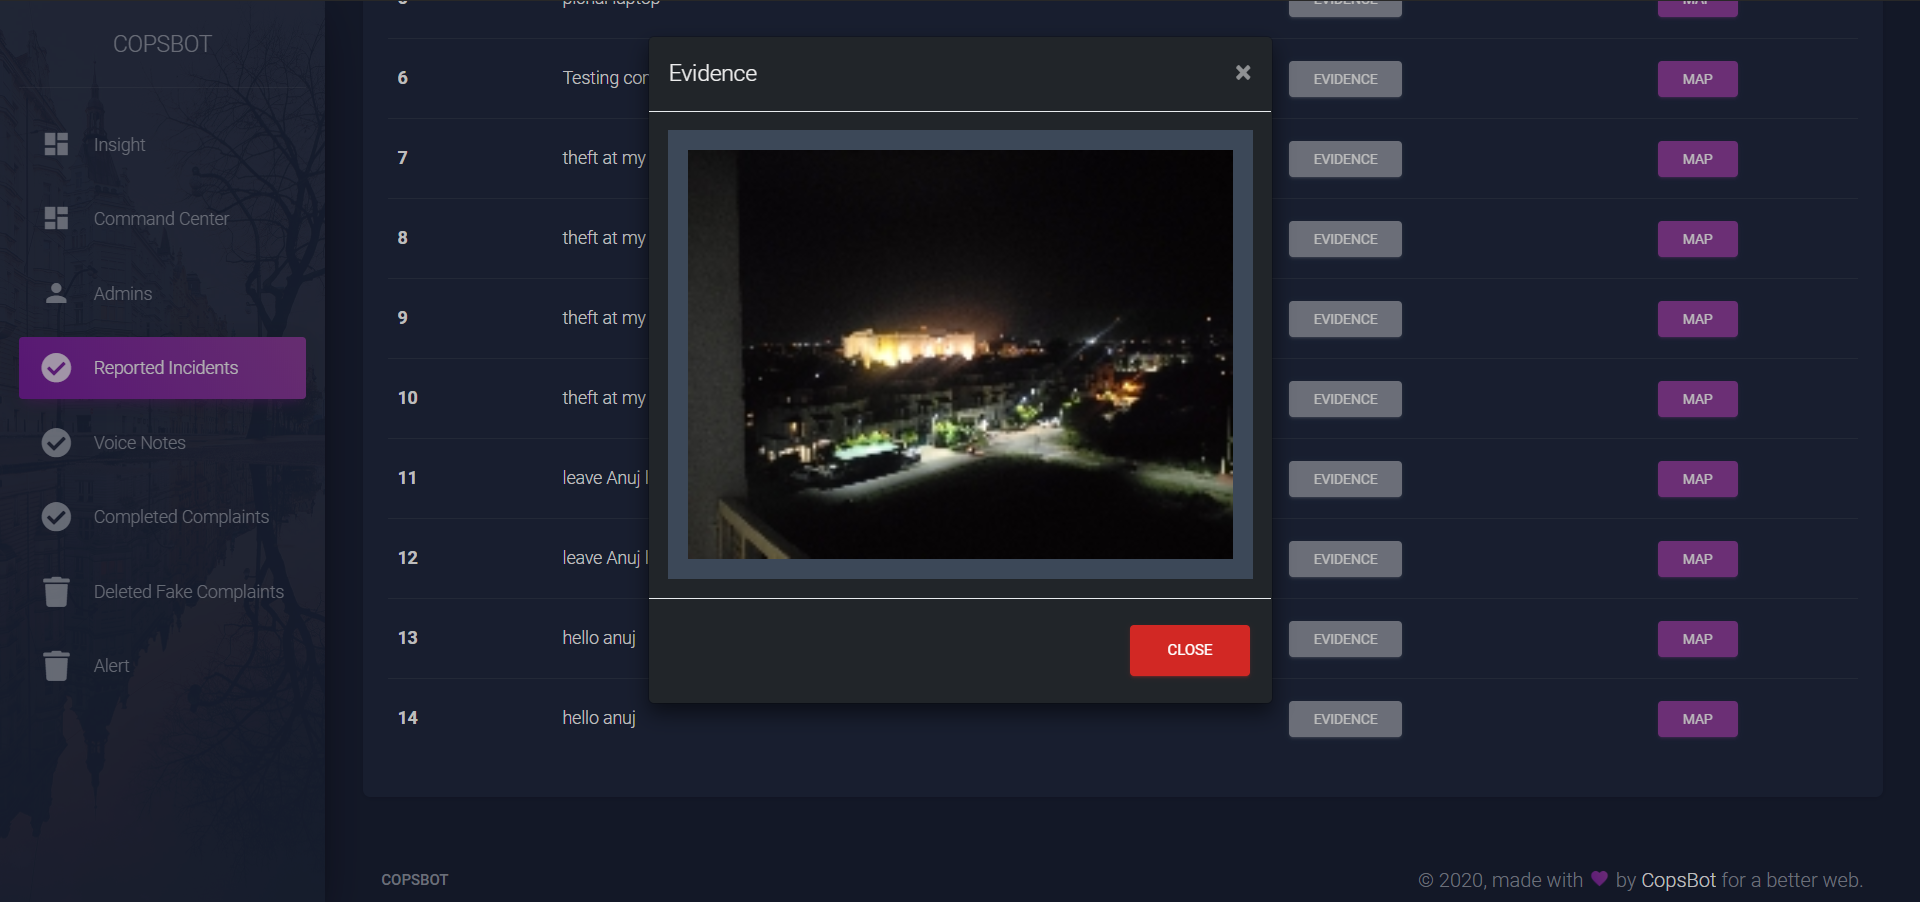 COPSBOT
Insight
Command Center
Admins
Reported Incidents
Voice Notes
Completed Complaints
Deleted Fake Complaints
Alert
EVIDENCE MAP
6 Testing EVIDENCE MAP
7 theft at my EVIDENCE MAP
8 theft at my EVIDENCE MAP
9 theft at my EVIDENCE MAP
10 theft at my EVIDENCE MAP
11 leave Anuj EVIDENCE MAP
12 leave Anuj EVIDENCE MAP
13 hello anuj EVIDENCE MAP
14 hello anuj EVIDENCE MAP
Evidence ×
CLOSE
COPSBOT
© 2020, made with ♥ by CopsBot for a better web.